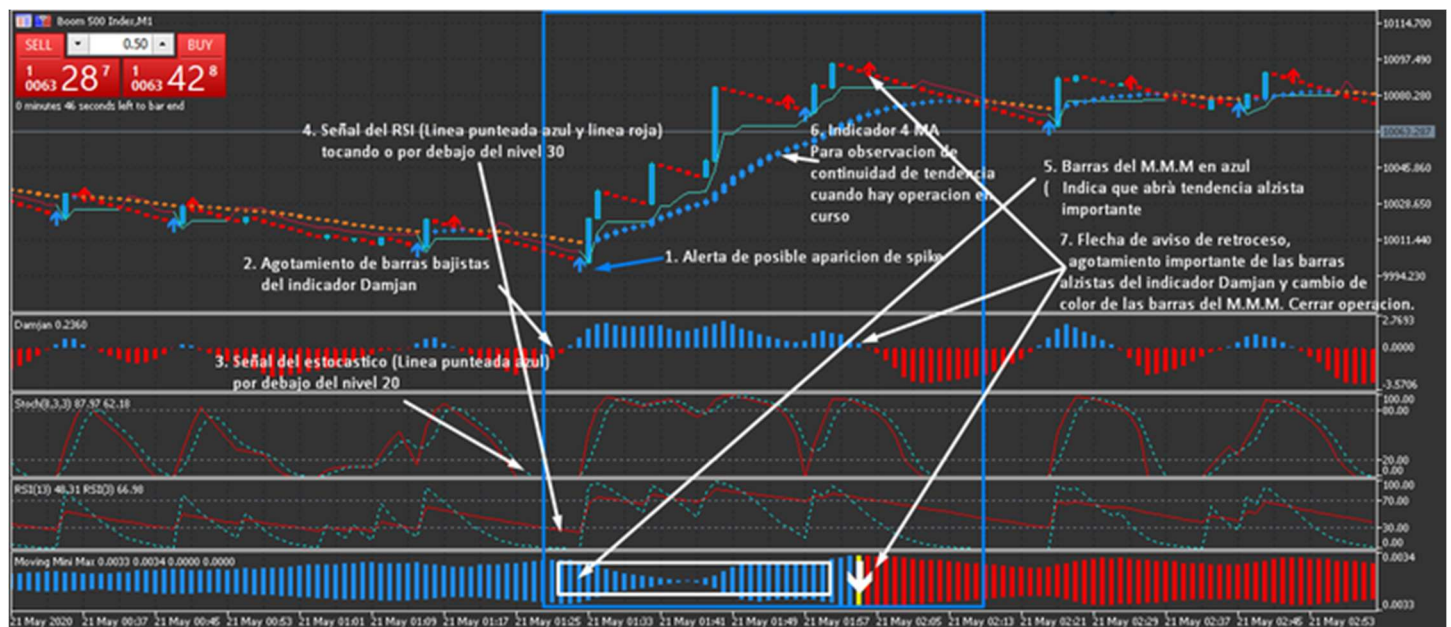 Boom 500 Index,M1
SELL 0.50 BUY
1 0063 28 7 1 0063 42 8
0 minutes 46 seconds left to bar end
10114.700
10097.490
10080.280
10063.287
10045.860
10028.650
10011.440
9994.230
4. Señal del RSI (Linea punteada azul y linea roja)
tocando o por debajo del nivel 30
6. Indicador 4 MA
Para observacion de
continuidad de tendencia
cuando hay operacion en
curso
5. Barras del M.M.M en azul
( Indica que abrà tendencia alzista
importante
2. Agotamiento de barras bajistas
del indicador Damjan
1. Alerta de posible aparicion de spike
7. Flecha de aviso de retroceso,
agotamiento importante de las barras
alzistas del indicador Damjan y cambio de
color de las barras del M.M.M. Cerrar operacion.
Damjan 0.2360
2.7693
0.0000
-3.5706
3. Señal del estocastico (Linea punteada azul)
por debajo del nivel 20
Stoch(8,3,3) 87.97 62.18
100.00
80.00
20.00
0.00
RSI(13) 48.31 RSI(3) 66.98
100.00
70.00
30.00
0.00
Moving Mini Max 0.0033 0.0034 0.0000 0.0000
0.0034
0.0033
21 May 2020 21 May 00:37 21 May 00:45 21 May 00:53 21 May 01:01 21 May 01:09 21 May 01:17 21 May 01:25 21 May 01:33 21 May 01:41 21 May 01:49 21 May 01:57 21 May 02:05 21 May 02:13 21 May 02:21 21 May 02:29 21 May 02:37 21 May 02:45 21 May 02:53